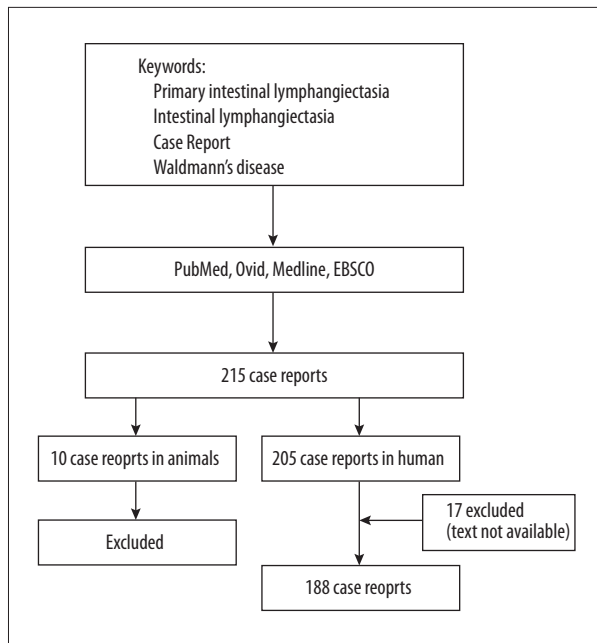 Keywords:
Primary intestinal lymphangiectasia
Intestinal lymphangiectasia
Case Report
Waldmann's disease
PubMed, Ovid, Medline, EBSCO
215 case reports
10 case reoprts in animals
205 case reports in human
17 excluded
(text not available)
Excluded
188 case reoprts